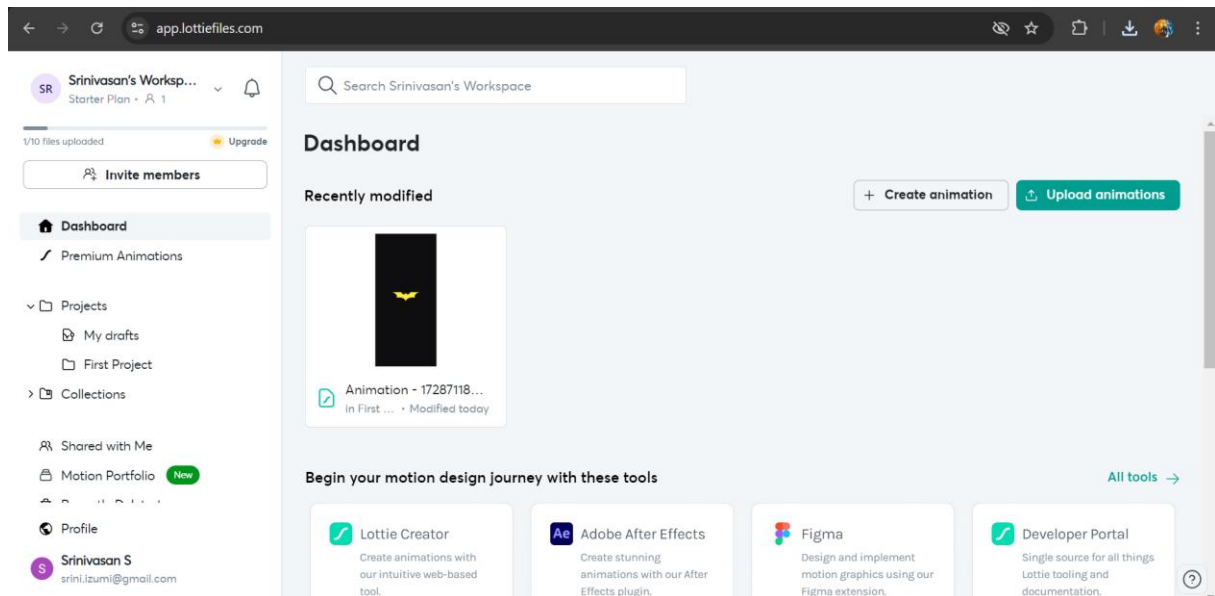 app.lottiefiles.com
SR
Srinivasan's Worksp...
Starter Plan • 1
1/10 files uploaded
Upgrade
Invite members
Dashboard
Premium Animations
Projects
My drafts
First Project
Collections
Shared with Me
Motion Portfolio New
Profile
S
Srinivasan S
srini.izumi@gmail.com
Search Srinivasan's Workspace
Dashboard
Recently modified
+ Create animation
Upload animations
Animation - 17287118...
in First ... • Modified today
Begin your motion design journey with these tools
All tools →
Lottie Creator
Create animations with
our intuitive web-based
tool.
Ae Adobe After Effects
Create stunning
animations with our After
Effects plugin.
Figma
Design and implement
motion graphics using our
Figma extension.
Developer Portal
Single source for all things
Lottie tooling and
documentation.
?